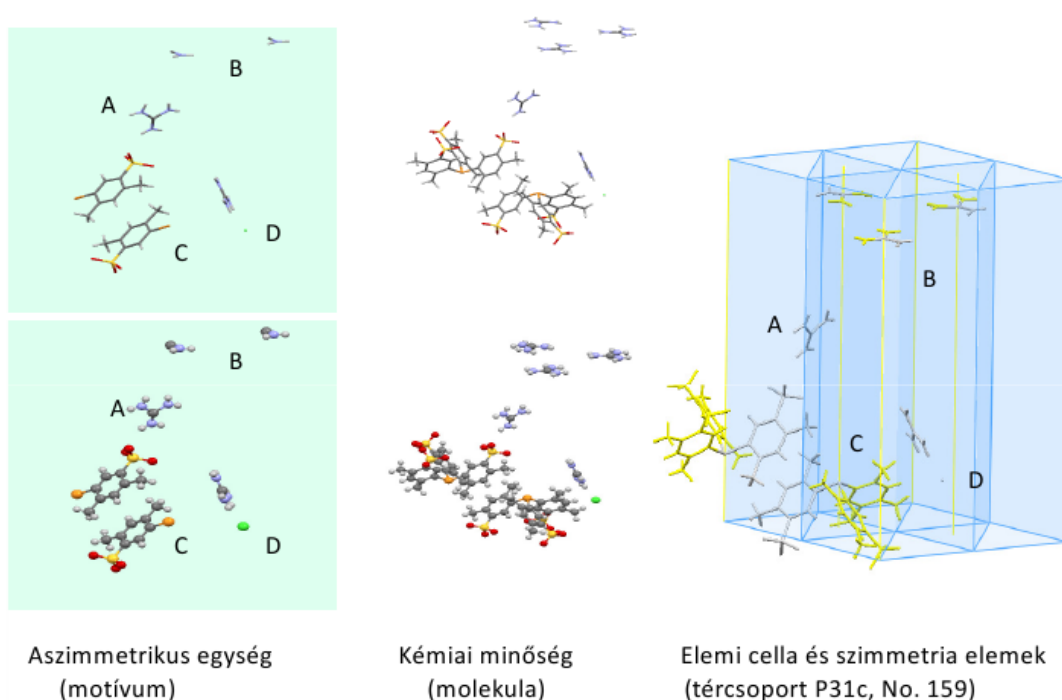 B
A
C
D
B
A
C
D
A
B
C
D
Aszimmetrikus egység
(motívum)
Kémiai minőség
(molekula)
Elemi cella és szimmetria elemek
(tércsoport P31c, No. 159)